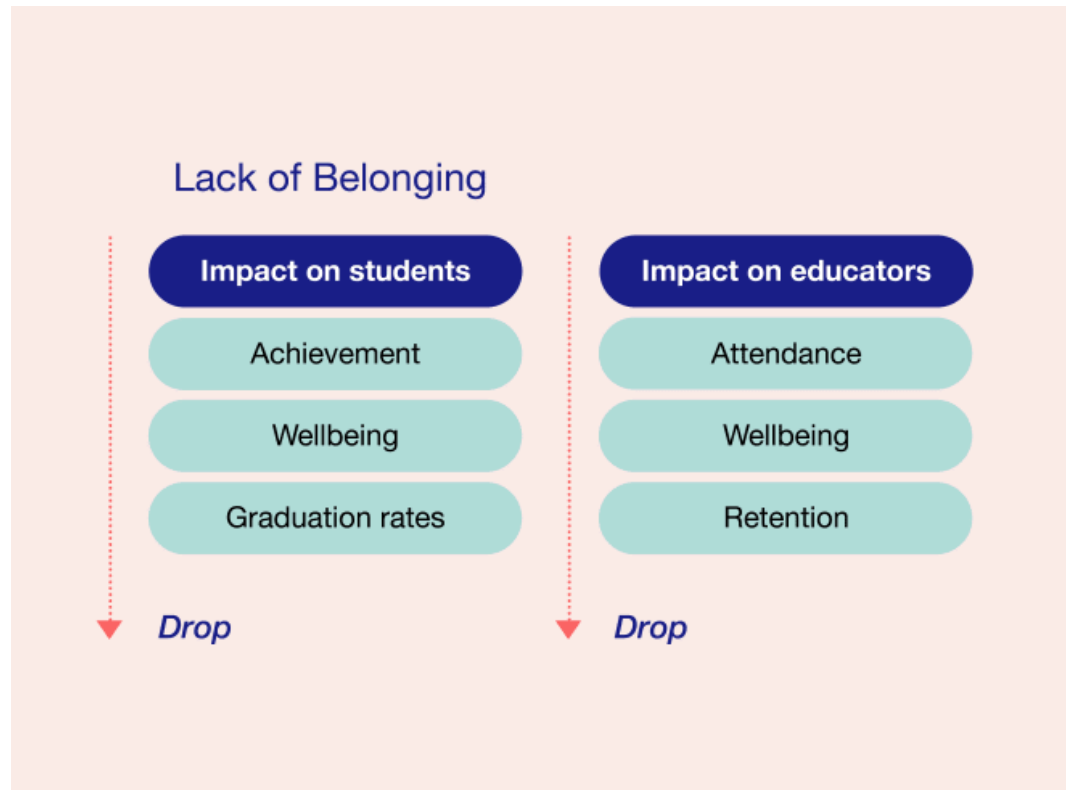 Lack of Belonging
Impact on students
Achievement
Wellbeing
Graduation rates
Drop
Impact on educators
Attendance
Wellbeing
Retention
Drop